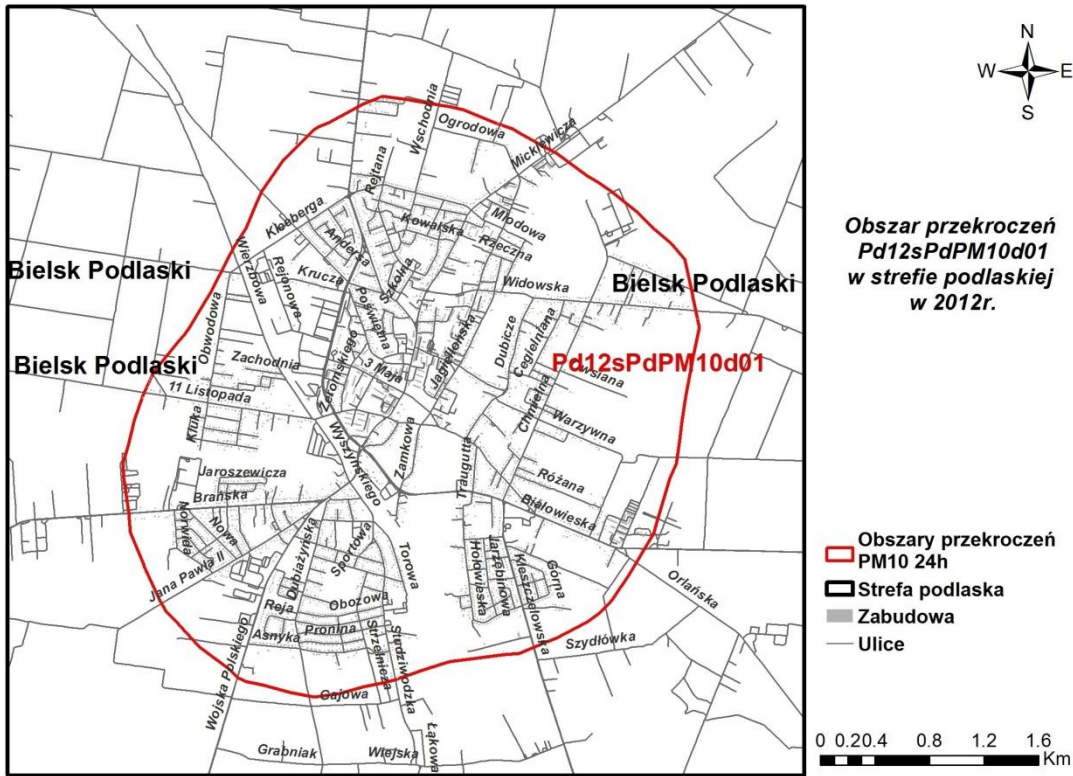 N
W E
S
Obszar przekroczeń
Pd12sPdPM10d01
w strefie podlaskiej
w 2012r.
Wschodnia
Ogrodowa
Mickiewicza
Rejtana
Kleeberga
Kowalska
Młodowa
Andersa
Rzeczna
Wierzbowa
Bielsk Podlaski
Rejonowa
Krucza
Szkolna
Widowska
Bielsk Podlaski
Obwodowa
Poświętna
Jagiellońska
Dubicze
Cegielniana
Bielsk Podlaski
Zachodnia
Żeromskiego
3 Maja
Pd12sPdPM10d01
11 Listopada
Chmielna
Warzywna
Kluka
Wyszyńskiego
Zamkowa
Traugutta
Jaroszewicza
Różana
Brańska
Białowieska
Norwida
Nowa
Dubiażyńska
Sportowa
Torowa
Hołowieska
Jarzębinowa
Kleszczelowska
Górna
Jana Pawła II
Orlańska
Reja
Obozowa
Asnyka
Pronina
Strzelnicza
Studziwodzka
Szydłówka
Wojska Polskiego
Gajowa
Grabniak
Wiejska
Łąkowa
Obszary przekroczeń
PM10 24h
Strefa podlaska
Zabudowa
Ulice
0 0.20.4 0.8 1.2 1.6
Km